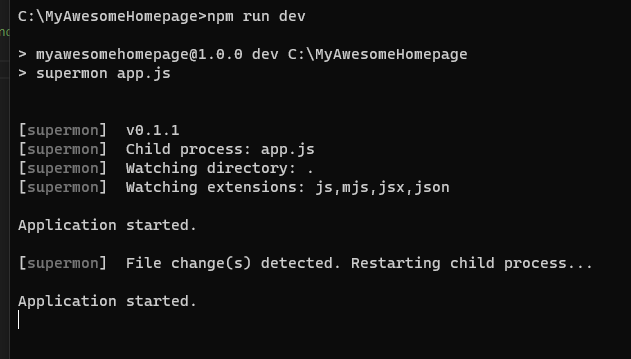 C:\MyAwesomeHomepage>npm run dev
> myawesomehomepage@1.0.0 dev C:\MyAwesomeHomepage
> supermon app.js
[supermon]  v0.1.1
[supermon]  Child process: app.js
[supermon]  Watching directory: .
[supermon]  Watching extensions: js,mjs,jsx,json
Application started.
[supermon]  File change(s) detected. Restarting child process...
Application started.